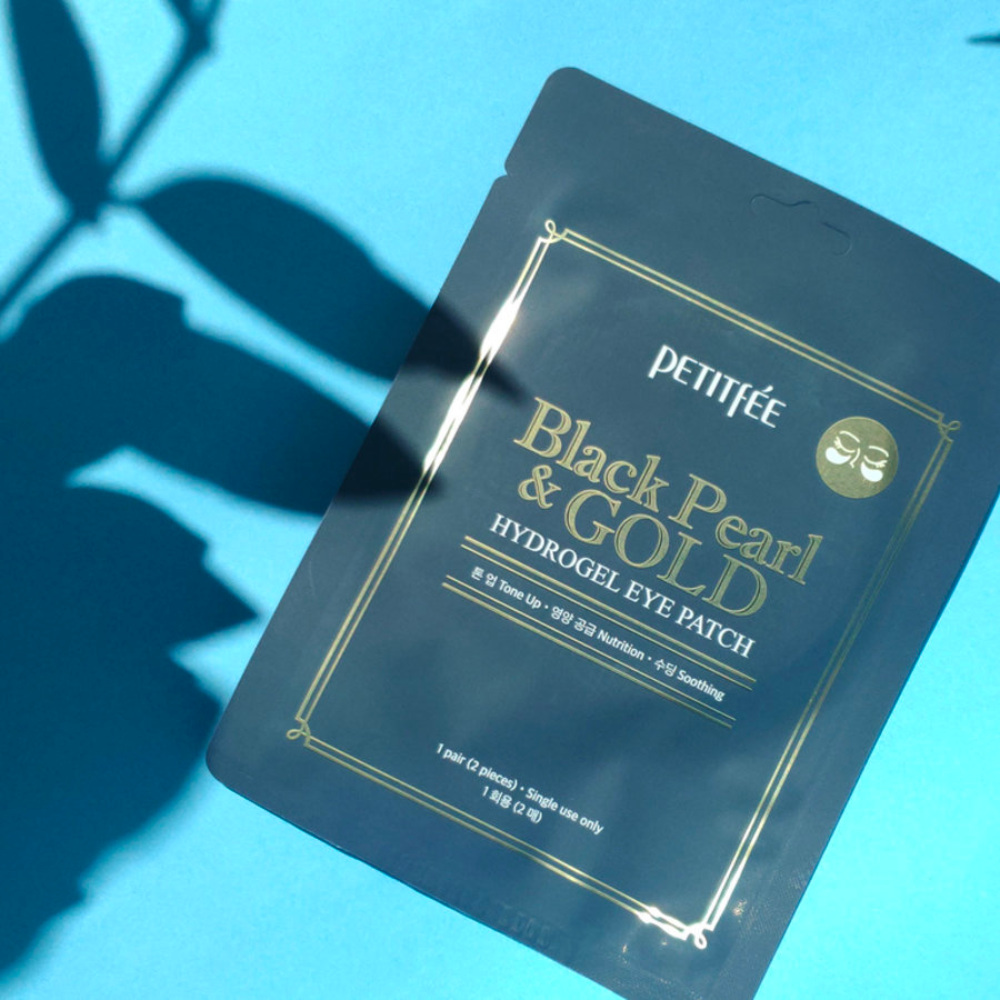 PETITFÉE
Black Pearl
& GOLD
HYDROGEL EYE PATCH
톤 업 Tone Up • 영양 공급 Nutrition • 수딩 Soothing
1 pair (2 pieces) • Single use only
1 회용 (2 매)